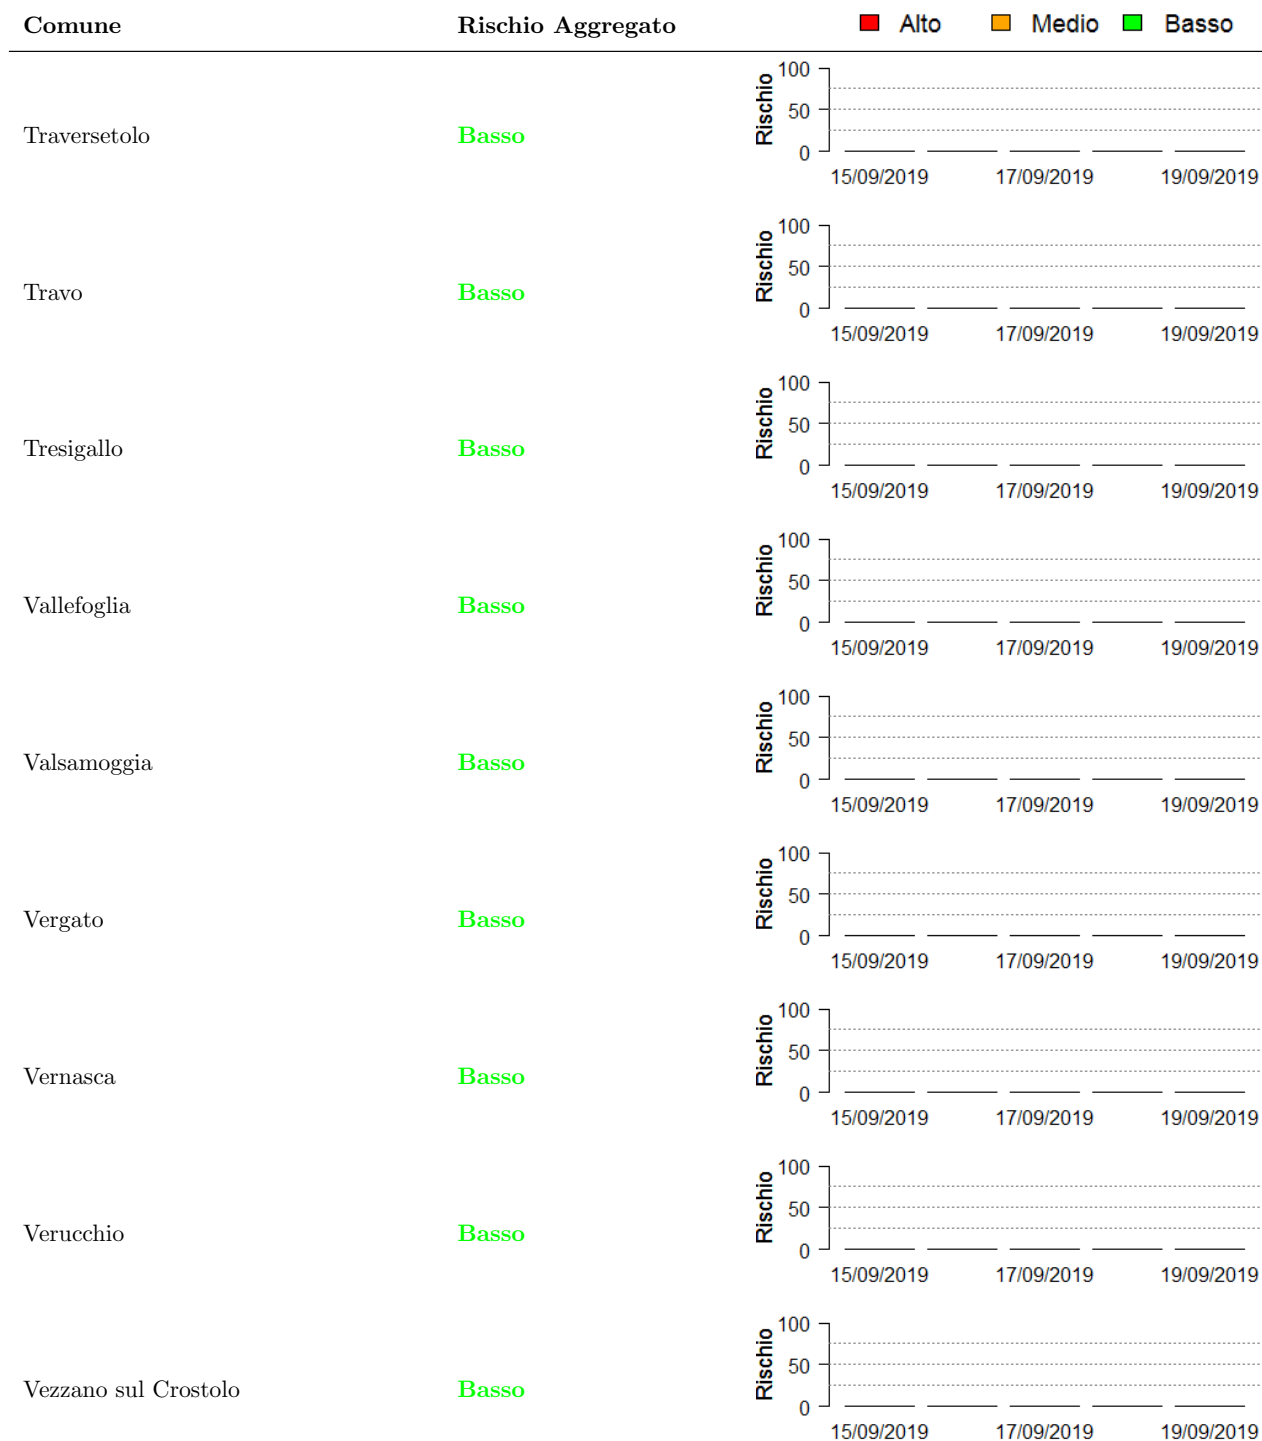 Comune Rischio Aggregato Alto Medio Basso
Traversetolo Basso Rischio 100 50 0
15/09/2019 17/09/2019 19/09/2019
Travo Basso Rischio 100 50 0
15/09/2019 17/09/2019 19/09/2019
Tresigallo Basso Rischio 100 50 0
15/09/2019 17/09/2019 19/09/2019
Vallefoglia Basso Rischio 100 50 0
15/09/2019 17/09/2019 19/09/2019
Valsamoggia Basso Rischio 100 50 0
15/09/2019 17/09/2019 19/09/2019
Vergato Basso Rischio 100 50 0
15/09/2019 17/09/2019 19/09/2019
Vernasca Basso Rischio 100 50 0
15/09/2019 17/09/2019 19/09/2019
Verucchio Basso Rischio 100 50 0
15/09/2019 17/09/2019 19/09/2019
Vezzano sul Crostolo Basso Rischio 100 50 0
15/09/2019 17/09/2019 19/09/2019